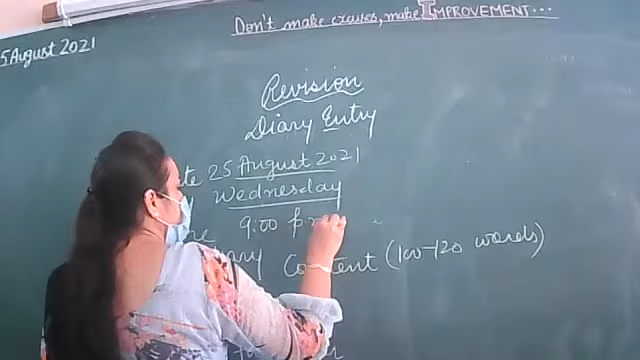 Don't make excuses, make IMPROVEMENT...
5 August 2021
Revision
Diary Entry
25 August 2021
Wednesday
9:00 pm
Content (100-120 words)